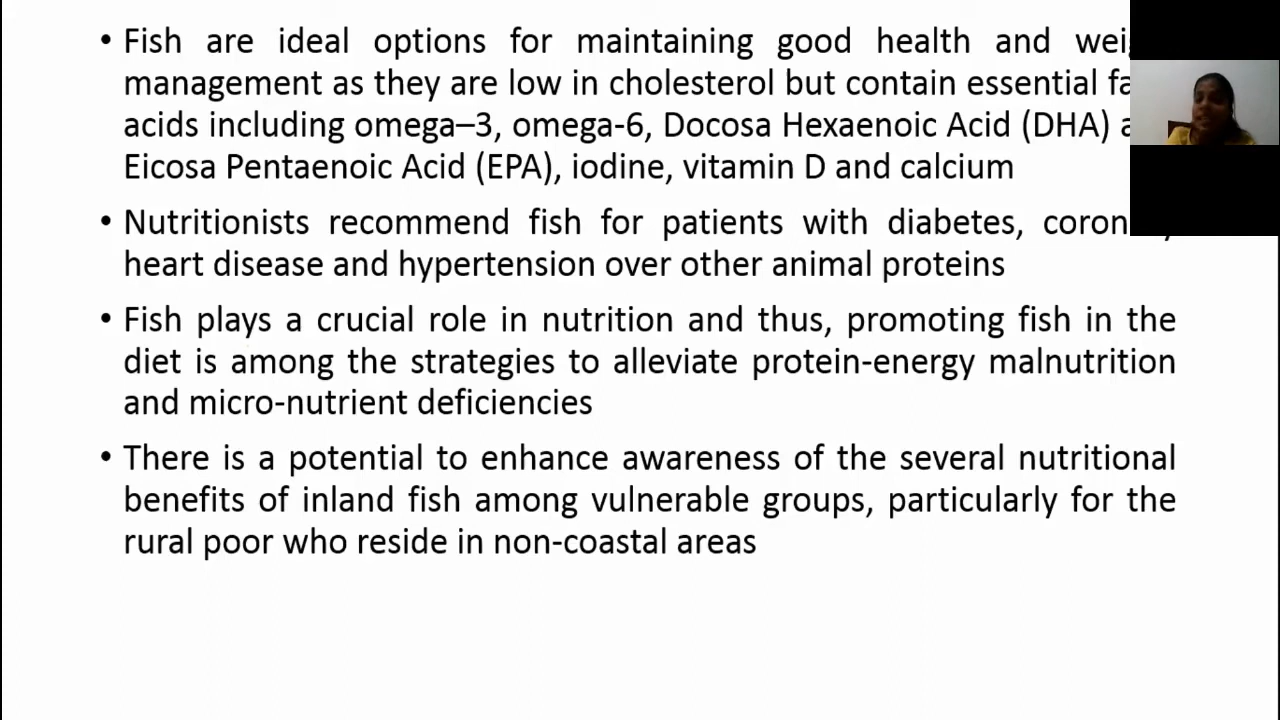 • Fish are ideal options for maintaining good health and
management as they are low in cholesterol but contain essential
acids including omega–3, omega-6, Docosa Hexaenoic Acid (DHA)
Eicosa Pentaenoic Acid (EPA), iodine, vitamin D and calcium
• Nutritionists recommend fish for patients with diabetes,
heart disease and hypertension over other animal proteins
• Fish plays a crucial role in nutrition and thus, promoting fish in the
diet is among the strategies to alleviate protein-energy malnutrition
and micro-nutrient deficiencies
• There is a potential to enhance awareness of the several nutritional
benefits of inland fish among vulnerable groups, particularly for the
rural poor who reside in non-coastal areas